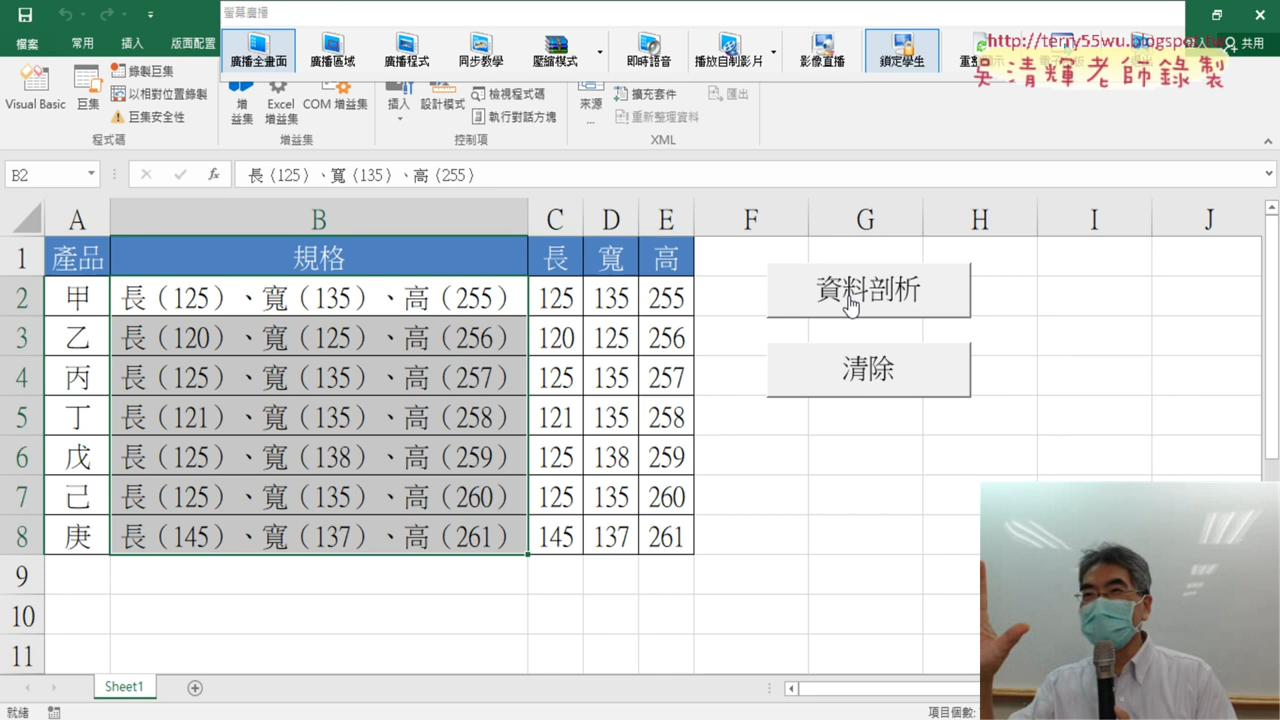 螢幕廣播
檔案 常用 插入 版面配置
廣播全畫面 廣播區域 廣播程式 同步教學 壓縮模式 即時語音 播放自制影片 影像直播 鎖定學生
共用
http://terry55wu.blogspot.tw
吳清輝老師錄製
Visual Basic 巨集 錄製巨集 以相對位置錄製 巨集安全性
程式碼
增益集 Excel 增益集 COM 增益集
增益集
插入 設計模式 檢視程式碼 執行對話方塊
控制項
來源 擴充套件 重新整理資料 匯出
XML
B2 fx 長（125）、寬（135）、高（255）
A B C D E F G H I J
1 產品 規格 長 寬 高
2 甲 長（125）、寬（135）、高（255） 125 135 255
3 乙 長（120）、寬（125）、高（256） 120 125 256
4 丙 長（125）、寬（135）、高（257） 125 135 257
5 丁 長（121）、寬（135）、高（258） 121 135 258
6 戊 長（125）、寬（138）、高（259） 125 138 259
7 己 長（125）、寬（135）、高（260） 125 135 260
8 庚 長（145）、寬（137）、高（261） 145 137 261
9
10
11
資料剖析
清除
Sheet1
就緒 項目個數: